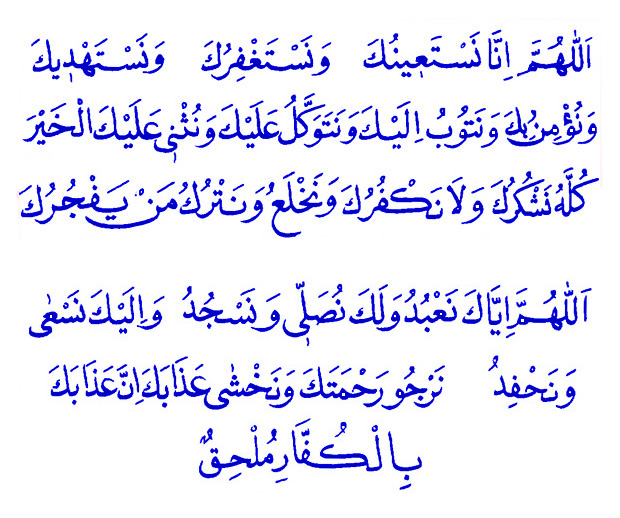 اَللّٰهُمَّ اِنَّا نَسْتَعِينُكَ وَنَسْتَغْفِرُكَ وَنَسْتَهْدِيكَ
وَنُؤْمِنُ بِكَ وَنَتُوبُ اِلَيْكَ وَنَتَوَكَّلُ عَلَيْكَ وَنُثْنِى عَلَيْكَ الْخَيْرَ
كُلَّهُ نَشْكُرُكَ وَلَا نَكْفُرُكَ وَنَخْلَعُ وَنَتْرُكُ مَنْ يَفْجُرُكَ
اَللّٰهُمَّ اِيَّاكَ نَعْبُدُ وَلَكَ نُصَلِّى وَنَسْجُدُ وَاِلَيْكَ نَسْعٰى
وَنَحْفِدُ نَرْجُو رَحْمَتَكَ وَنَخْشٰى عَذَابَكَ اِنَّ عَذَابَكَ
بِالْكُفَّارِ مُلْحِقٌ